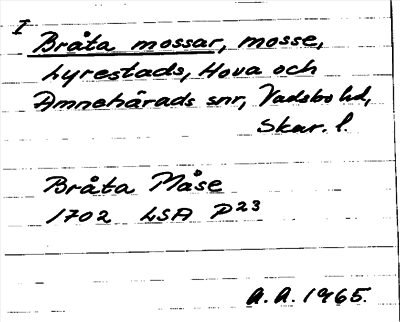 I
Bråta mossar, mosse,
Lyrestads, Hova och
Amnehärads snr, Vadsbo hd,
Skar. l.
Bråta Måse
1702 LSA P23
A. A. 1965.